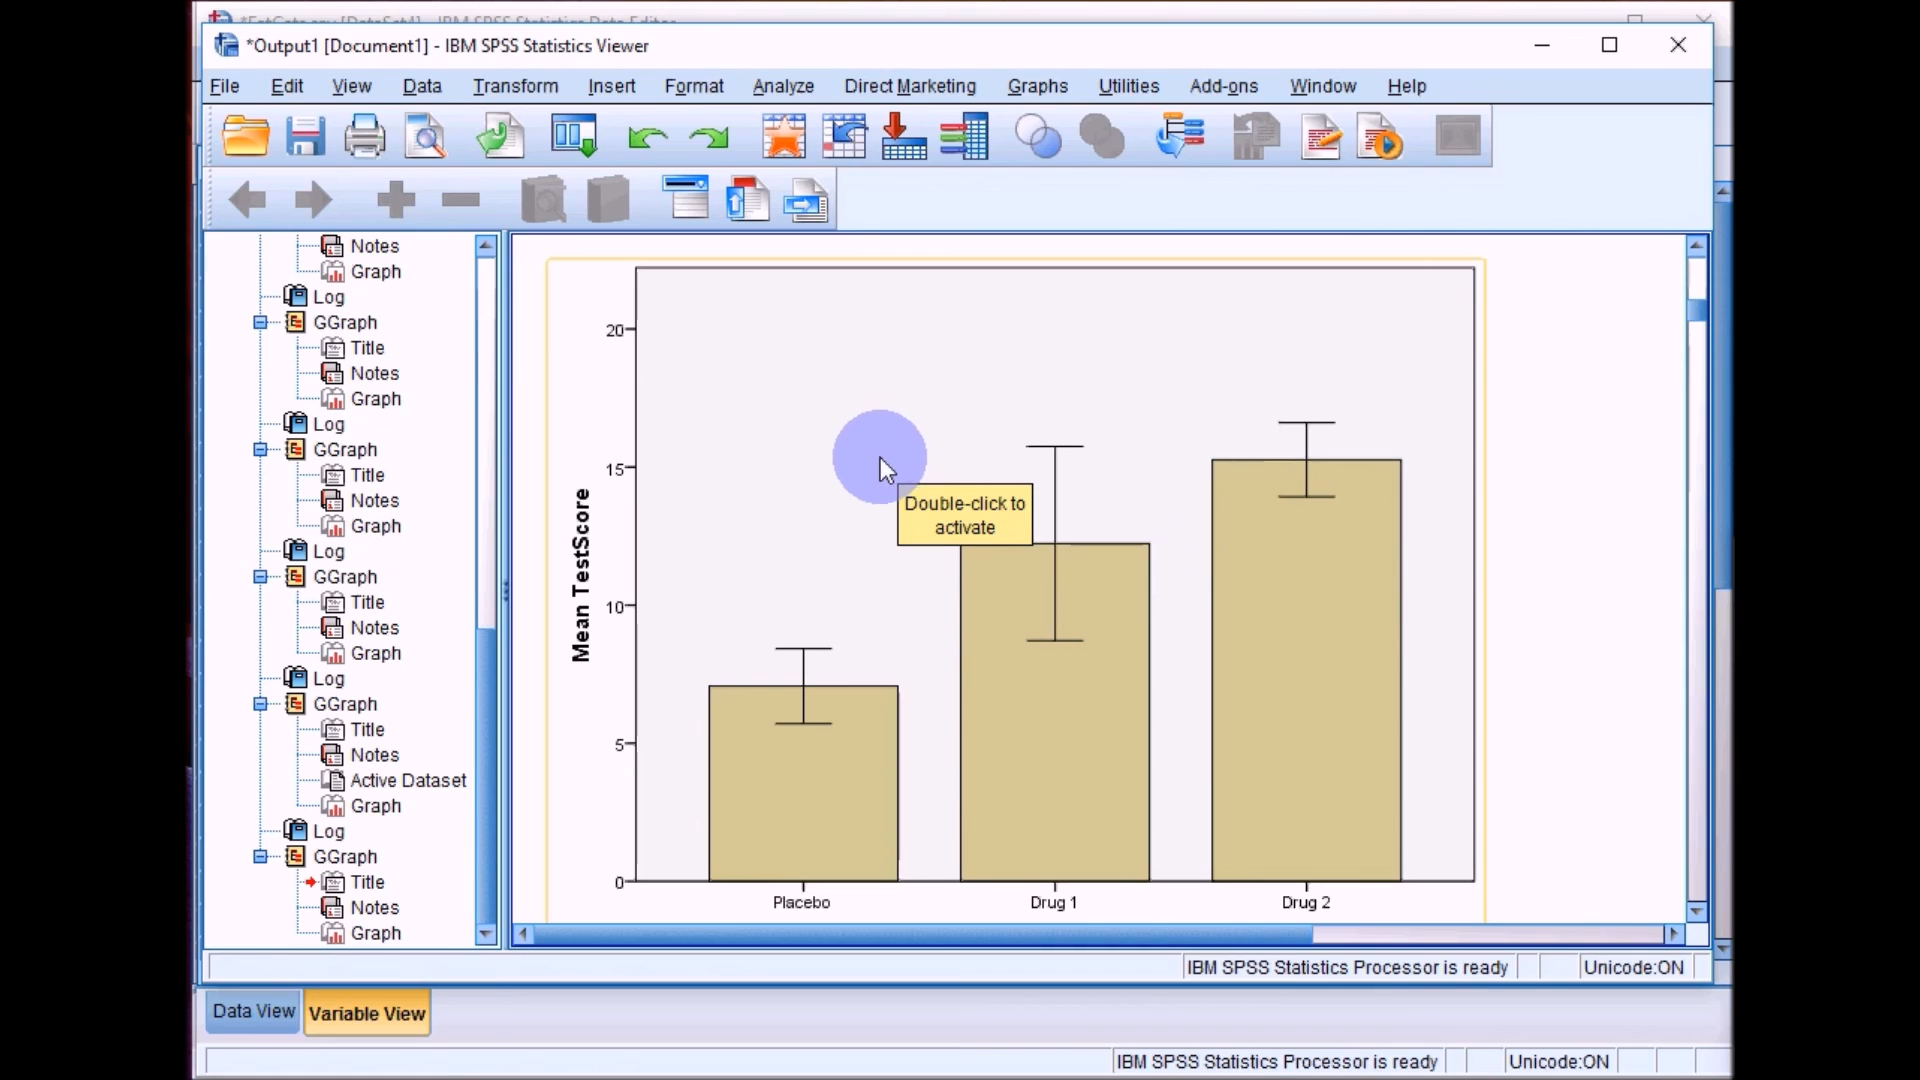 *Output1 [Document1] - IBM SPSS Statistics Viewer
File Edit View Data Transform Insert Format Analyze Direct Marketing Graphs Utilities Add-ons Window Help
Notes
Graph
Log
GGraph
Title
Notes
Graph
Log
GGraph
Title
Notes
Graph
Log
GGraph
Title
Notes
Graph
Log
GGraph
Title
Notes
Active Dataset
Graph
Log
GGraph
Title
Notes
Graph
20
15
10
5
0
Mean TestScore
Double-click to
activate
Placebo Drug 1 Drug 2
IBM SPSS Statistics Processor is ready Unicode:ON
Data View Variable View
IBM SPSS Statistics Processor is ready Unicode:ON